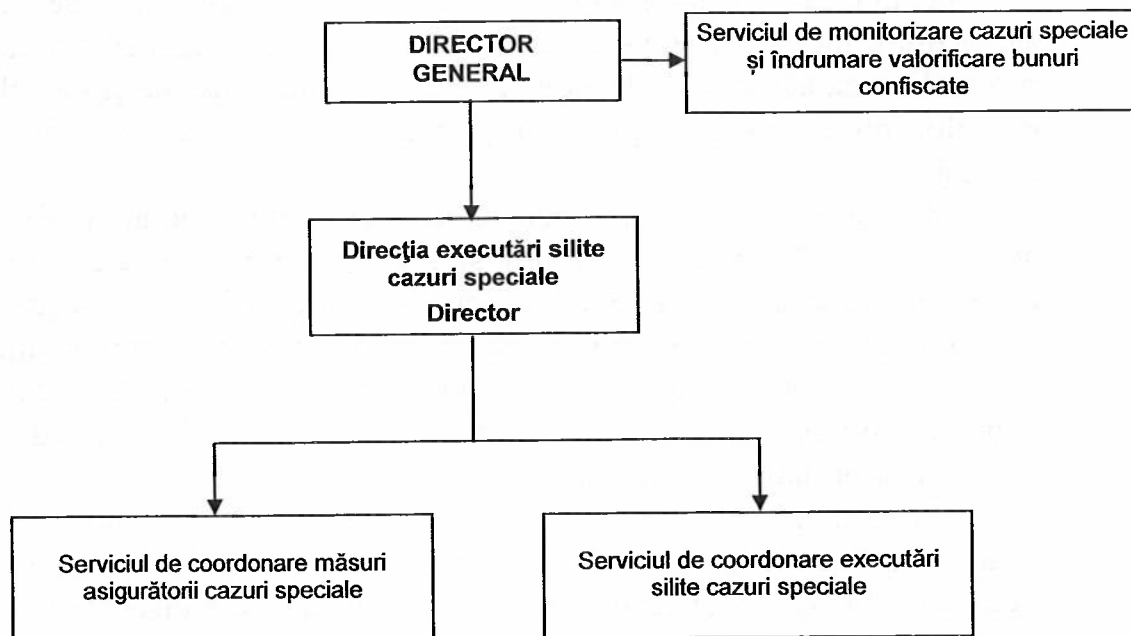 DIRECTOR
GENERAL
Serviciul de monitorizare cazuri speciale
și îndrumare valorificare bunuri
confiscate
Direcţia executări silite
cazuri speciale
Director
Serviciul de coordonare măsuri
asigurătorii cazuri speciale
Serviciul de coordonare executări
silite cazuri speciale